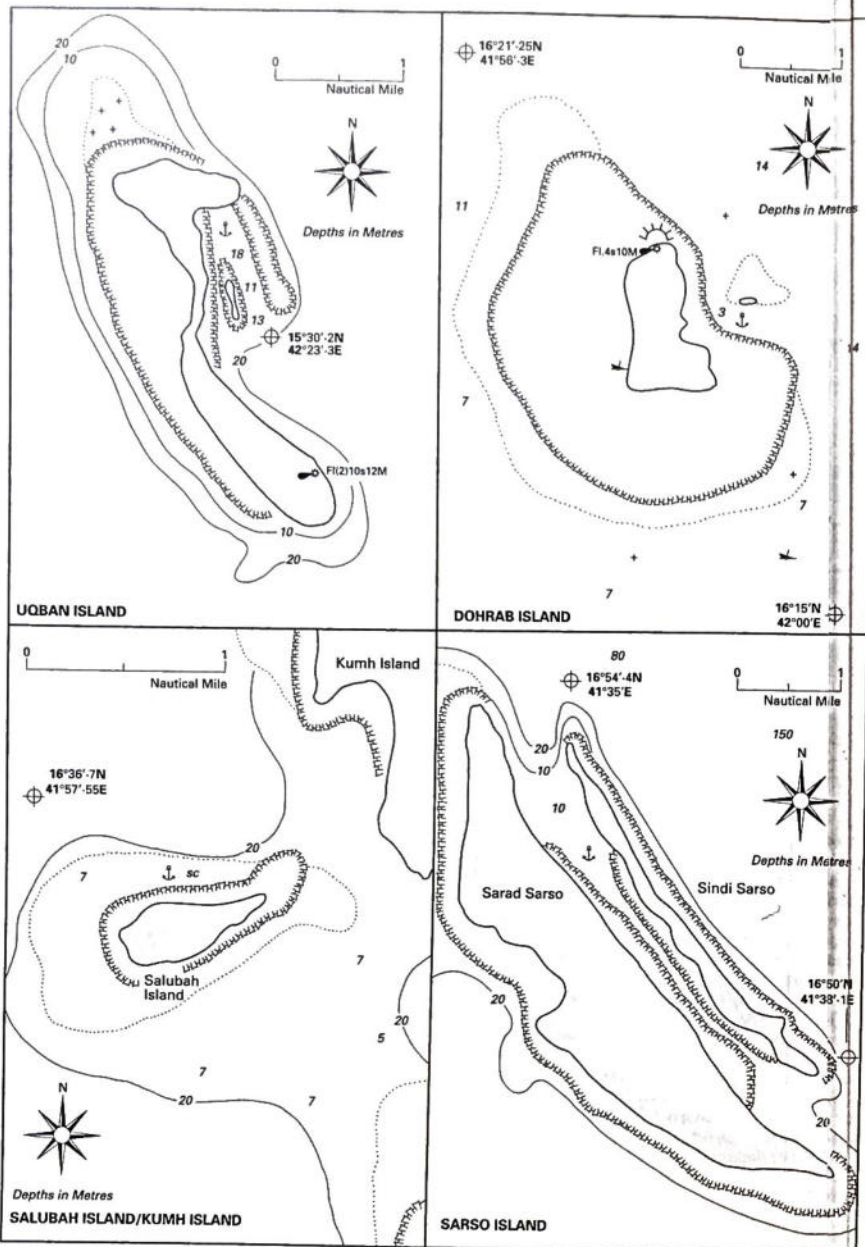 20
10
0 1
Nautical Mile
N
Depths in Metres
18
11
13
15°30'·2N
42°23'·3E
20
Fl(2)10s12M
10
20
UQBAN ISLAND
16°21'·25N
41°56'·3E
0 1
Nautical Mile
N
14
Depths in Metres
11
Fl.4s10M
3
14
7
7
7
16°15'N
42°00'E
DOHRAB ISLAND
0 1
Nautical Mile
Kumh Island
16°36'·7N
41°57'·55E
20
7
sc
Salubah
Island
7
20
5
7
20
7
N
Depths in Metres
SALUBAH ISLAND/KUMH ISLAND
80
16°54'·4N
41°35'E
0 1
Nautical Mile
150
20
10
N
10
Depths in Metres
Sarad Sarso
Sindi Sarso
16°50'N
41°38'·1E
20
20
SARSO ISLAND